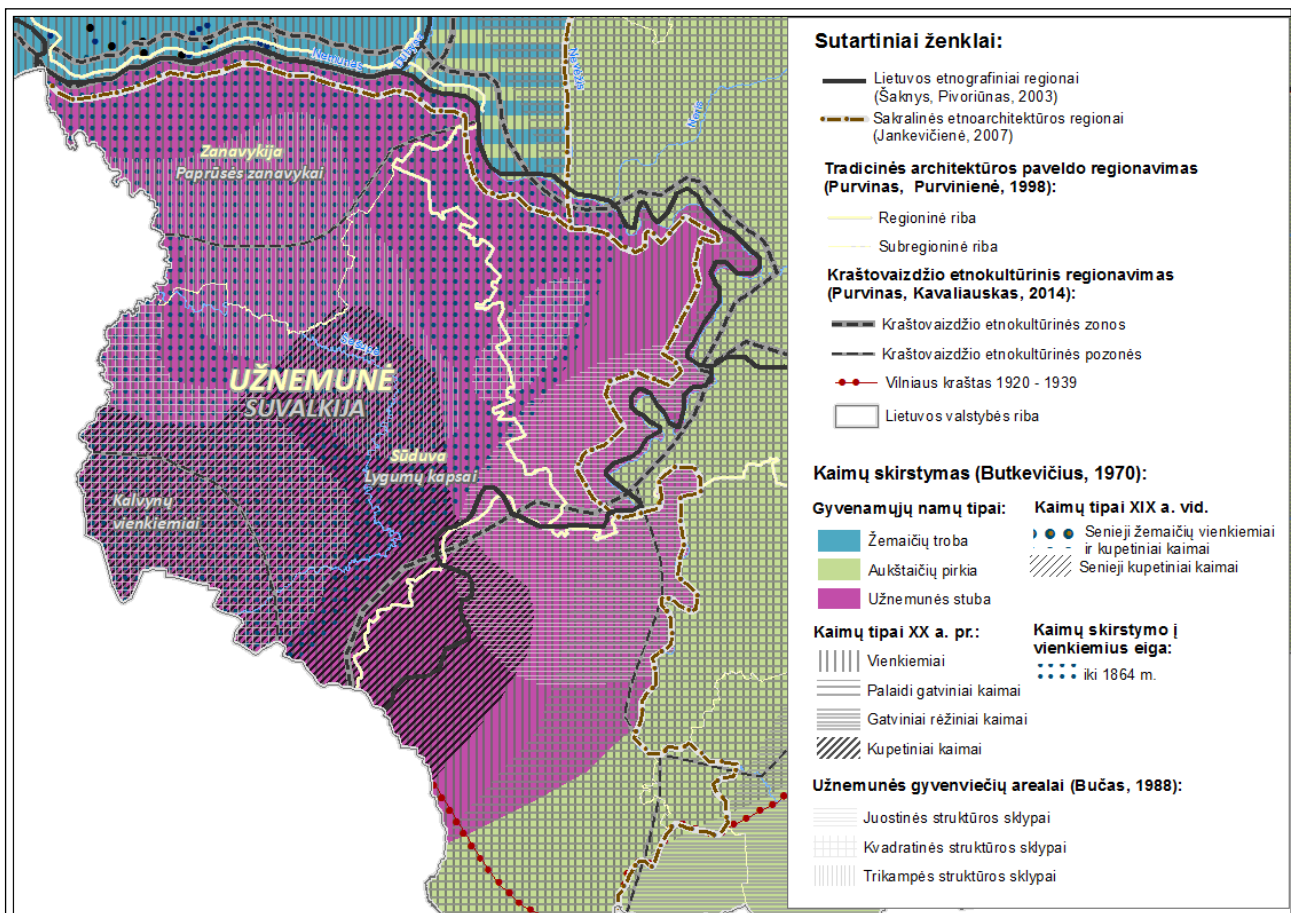 Nemunas
Dubysa
Nevėžis
Neris
Zanavykija
Paprūsės zanavykai
Šešupė
UŽNEMUNĖ
SUVALKIJA
Sūduva
Lygumų kapsai
Kalvynų
vienkiemiai
Sutartiniai ženklai:
Lietuvos etnografiniai regionai
(Šaknys, Pivoriūnas, 2003)
Sakralinės etnoarchitektūros regionai
(Jankevičienė, 2007)
Tradicinės architektūros paveldo regionavimas
(Purvinas, Purvinienė, 1998):
Regioninė riba
Subregioninė riba
Kraštovaizdžio etnokultūrinis regionavimas
(Purvinas, Kavaliauskas, 2014):
Kraštovaizdžio etnokultūrinės zonos
Kraštovaizdžio etnokultūrinės pozonės
Vilniaus kraštas 1920 - 1939
Lietuvos valstybės riba
Kaimų skirstymas (Butkevičius, 1970):
Gyvenamųjų namų tipai:
Žemaičių troba
Aukštaičių pirkia
Užnemunės stuba
Kaimų tipai XIX a. vid.
Senieji žemaičių vienkiemiai
ir kupetiniai kaimai
Senieji kupetiniai kaimai
Kaimų tipai XX a. pr.:
Vienkiemiai
Palaidi gatviniai kaimai
Gatviniai rėžiniai kaimai
Kupetiniai kaimai
Kaimų skirstymo į
vienkiemius eiga:
iki 1864 m.
Užnemunės gyvenviečių arealai (Bučas, 1988):
Juostinės struktūros sklypai
Kvadratinės struktūros sklypai
Trikampės struktūros sklypai